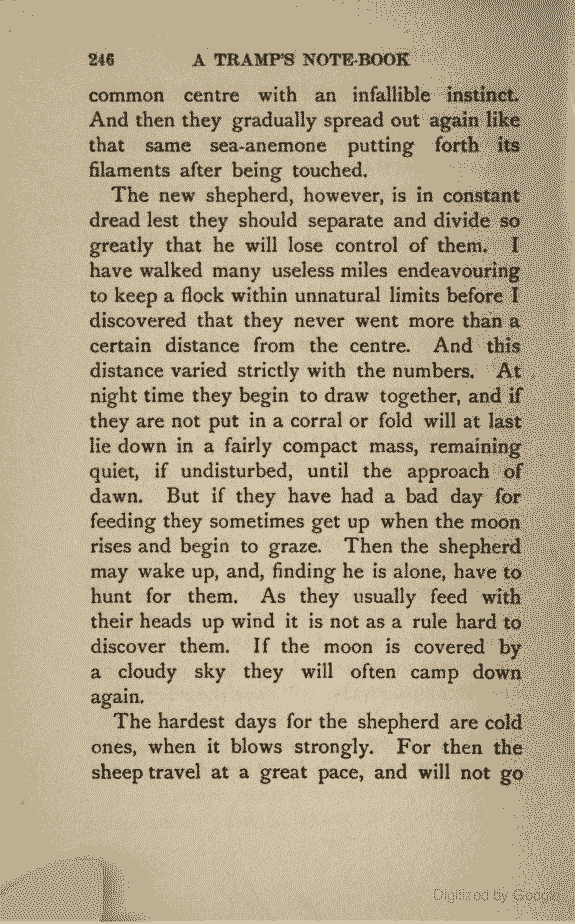 246 A TRAMP'S NOTE-BOOK
common centre with an infallible instinct.
And then they gradually spread out again like
that same sea-anemone putting forth its
filaments after being touched.
The new shepherd, however, is in constant
dread lest they should separate and divide so
greatly that he will lose control of them. I
have walked many useless miles endeavouring
to keep a flock within unnatural limits before I
discovered that they never went more than a
certain distance from the centre. And this
distance varied strictly with the numbers. At
night time they begin to draw together, and if
they are not put in a corral or fold will at last
lie down in a fairly compact mass, remaining
quiet, if undisturbed, until the approach of
dawn. But if they have had a bad day for
feeding they sometimes get up when the moon
rises and begin to graze. Then the shepherd
may wake up, and, finding he is alone, have to
hunt for them. As they usually feed with
their heads up wind it is not as a rule hard to
discover them. If the moon is covered by
a cloudy sky they will often camp down
again.
The hardest days for the shepherd are cold
ones, when it blows strongly. For then the
sheep travel at a great pace, and will not go
Digitized by Google